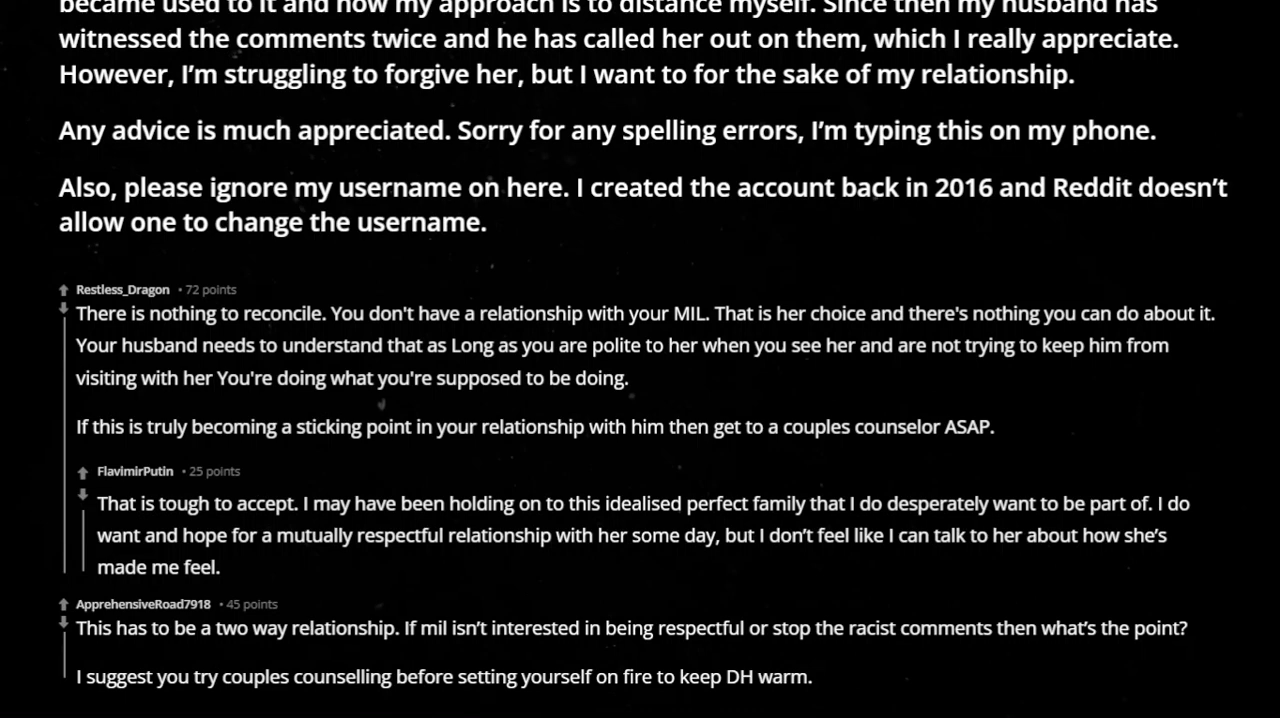 became used to it and now my approach is to distance myself. Since then my husband has
witnessed the comments twice and he has called her out on them, which I really appreciate.
However, I’m struggling to forgive her, but I want to for the sake of my relationship.
Any advice is much appreciated. Sorry for any spelling errors, I’m typing this on my phone.
Also, please ignore my username on here. I created the account back in 2016 and Reddit doesn’t
allow one to change the username.
Restless_Dragon • 72 points
There is nothing to reconcile. You don't have a relationship with your MIL. That is her choice and there's nothing you can do about it.
Your husband needs to understand that as Long as you are polite to her when you see her and are not trying to keep him from
visiting with her You're doing what you're supposed to be doing.
If this is truly becoming a sticking point in your relationship with him then get to a couples counselor ASAP.
FlavimirPutin • 25 points
That is tough to accept. I may have been holding on to this idealised perfect family that I do desperately want to be part of. I do
want and hope for a mutually respectful relationship with her some day, but I don’t feel like I can talk to her about how she’s
made me feel.
ApprehensiveRoad7918 • 45 points
This has to be a two way relationship. If mil isn’t interested in being respectful or stop the racist comments then what’s the point?
I suggest you try couples counselling before setting yourself on fire to keep DH warm.